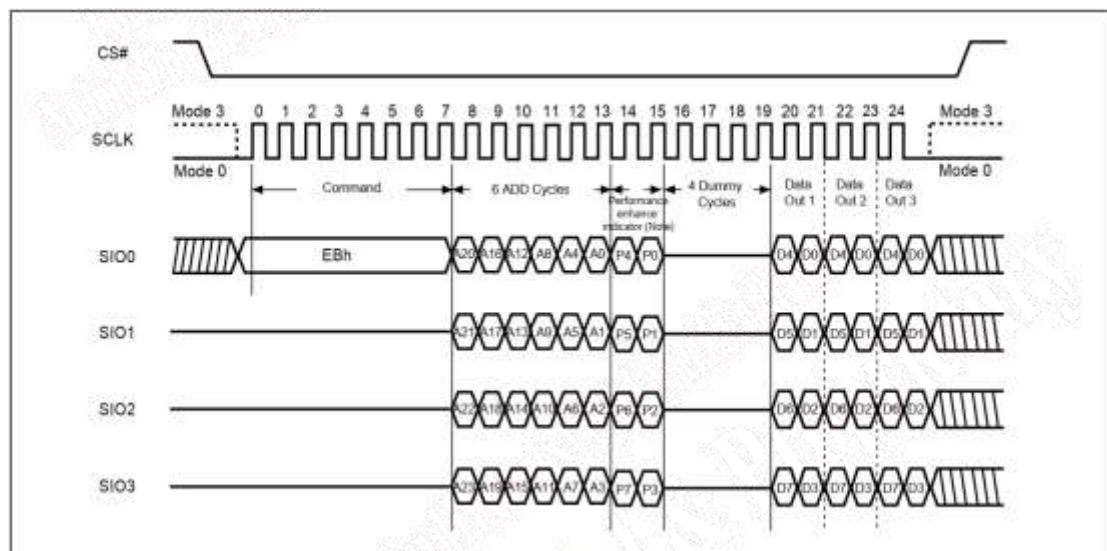 CS#
Mode 3 0 1 2 3 4 5 6 7 8 9 10 11 12 13 14 15 16 17 18 19 20 21 22 23 24 Mode 3
SCLK
Mode 0 Mode 0
Command 6 ADD Cycles Performance enhance indicator (Note) 4 Dummy Cycles Data Out 1 Data Out 2 Data Out 3
SIO0 EBh A20 A16 A12 A8 A4 A0 P4 P0 D4 D0 D4 D0 D4 D0
SIO1 A21 A17 A13 A9 A5 A1 P5 P1 D5 D1 D5 D1 D5 D1
SIO2 A22 A18 A14 A10 A6 A2 P6 P2 D6 D2 D6 D2 D6 D2
SIO3 A23 A19 A15 A11 A7 A3 P7 P3 D7 D3 D7 D3 D7 D3